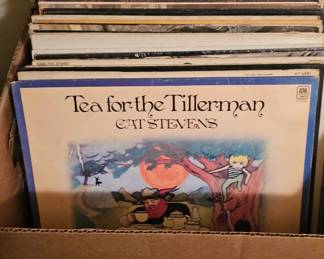 Tea for the Tillerman
CAT STEVENS